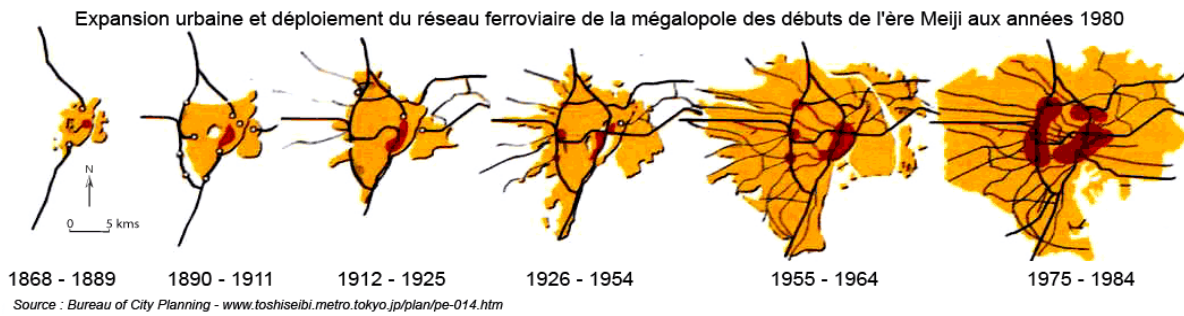 Expansion urbaine et déploiement du réseau ferroviaire de la mégalopole des débuts de l'ère Meiji aux années 1980
N
0 5 kms
1868 - 1889
1890 - 1911
1912 - 1925
1926 - 1954
1955 - 1964
1975 - 1984
Source : Bureau of City Planning - www.toshiseibi.metro.tokyo.jp/plan/pe-014.htm